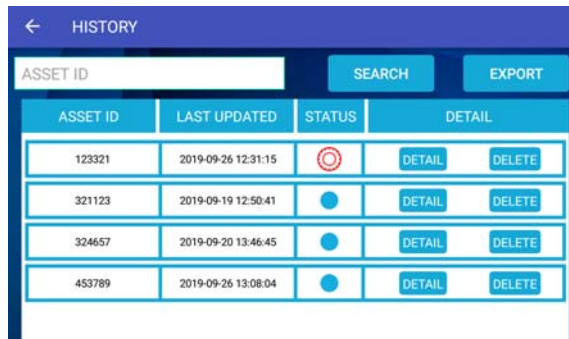 HISTORY
ASSET ID SEARCH EXPORT
ASSET ID LAST UPDATED STATUS DETAIL
123321 2019-09-26 12:31:15 DETAIL DELETE
321123 2019-09-19 12:50:41 DETAIL DELETE
324657 2019-09-20 13:46:45 DETAIL DELETE
453789 2019-09-26 13:08:04 DETAIL DELETE